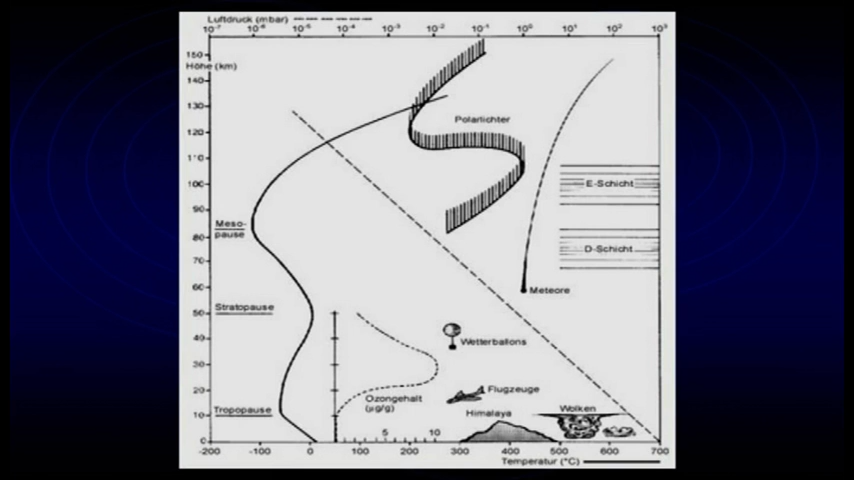 Luftdruck (mbar)
10-7 10-6 10-5 10-4 10-3 10-2 10-1 100 101 102 103
150
Höhe (km)
140
130
120
Polarlichter
110
100
E-Schicht
90
Meso-
pause
80
D-Schicht
70
60
Meteore
Stratopause
50
40
Wetterballons
30
20
Flugzeuge
Ozongehalt
(µg/g)
Tropopause
10
Himalaya
Wolken
5 10
0
-200 -100 0 100 200 300 400 500 600 700
Temperatur (°C)